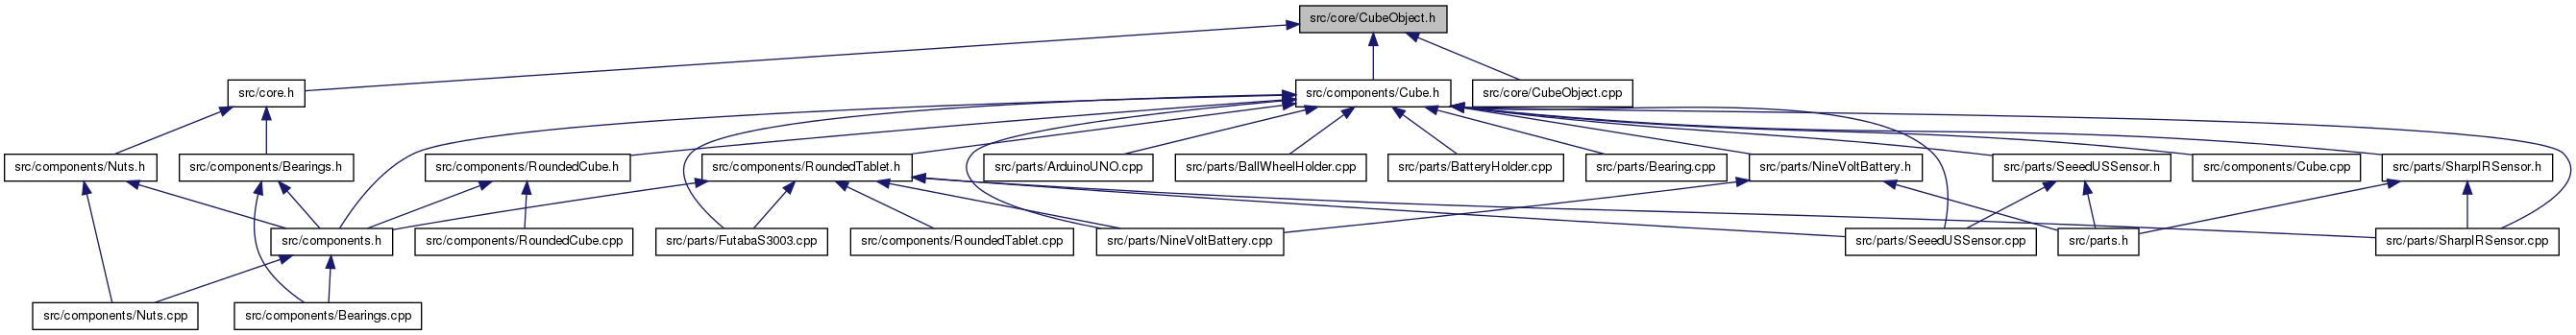 src/core/CubeObject.h
src/core.h
src/components/Cube.h
src/core/CubeObject.cpp
src/components/Nuts.h
src/components/Bearings.h
src/components/RoundedCube.h
src/components/RoundedTablet.h
src/parts/ArduinoUNO.cpp
src/parts/BallWheelHolder.cpp
src/parts/BatteryHolder.cpp
src/parts/Bearing.cpp
src/parts/NineVoltBattery.h
src/parts/SeeedUSSensor.h
src/components/Cube.cpp
src/parts/SharpIRSensor.h
src/components.h
src/components/RoundedCube.cpp
src/parts/FutabaS3003.cpp
src/components/RoundedTablet.cpp
src/parts/NineVoltBattery.cpp
src/parts/SeeedUSSensor.cpp
src/parts.h
src/parts/SharpIRSensor.cpp
src/components/Nuts.cpp
src/components/Bearings.cpp